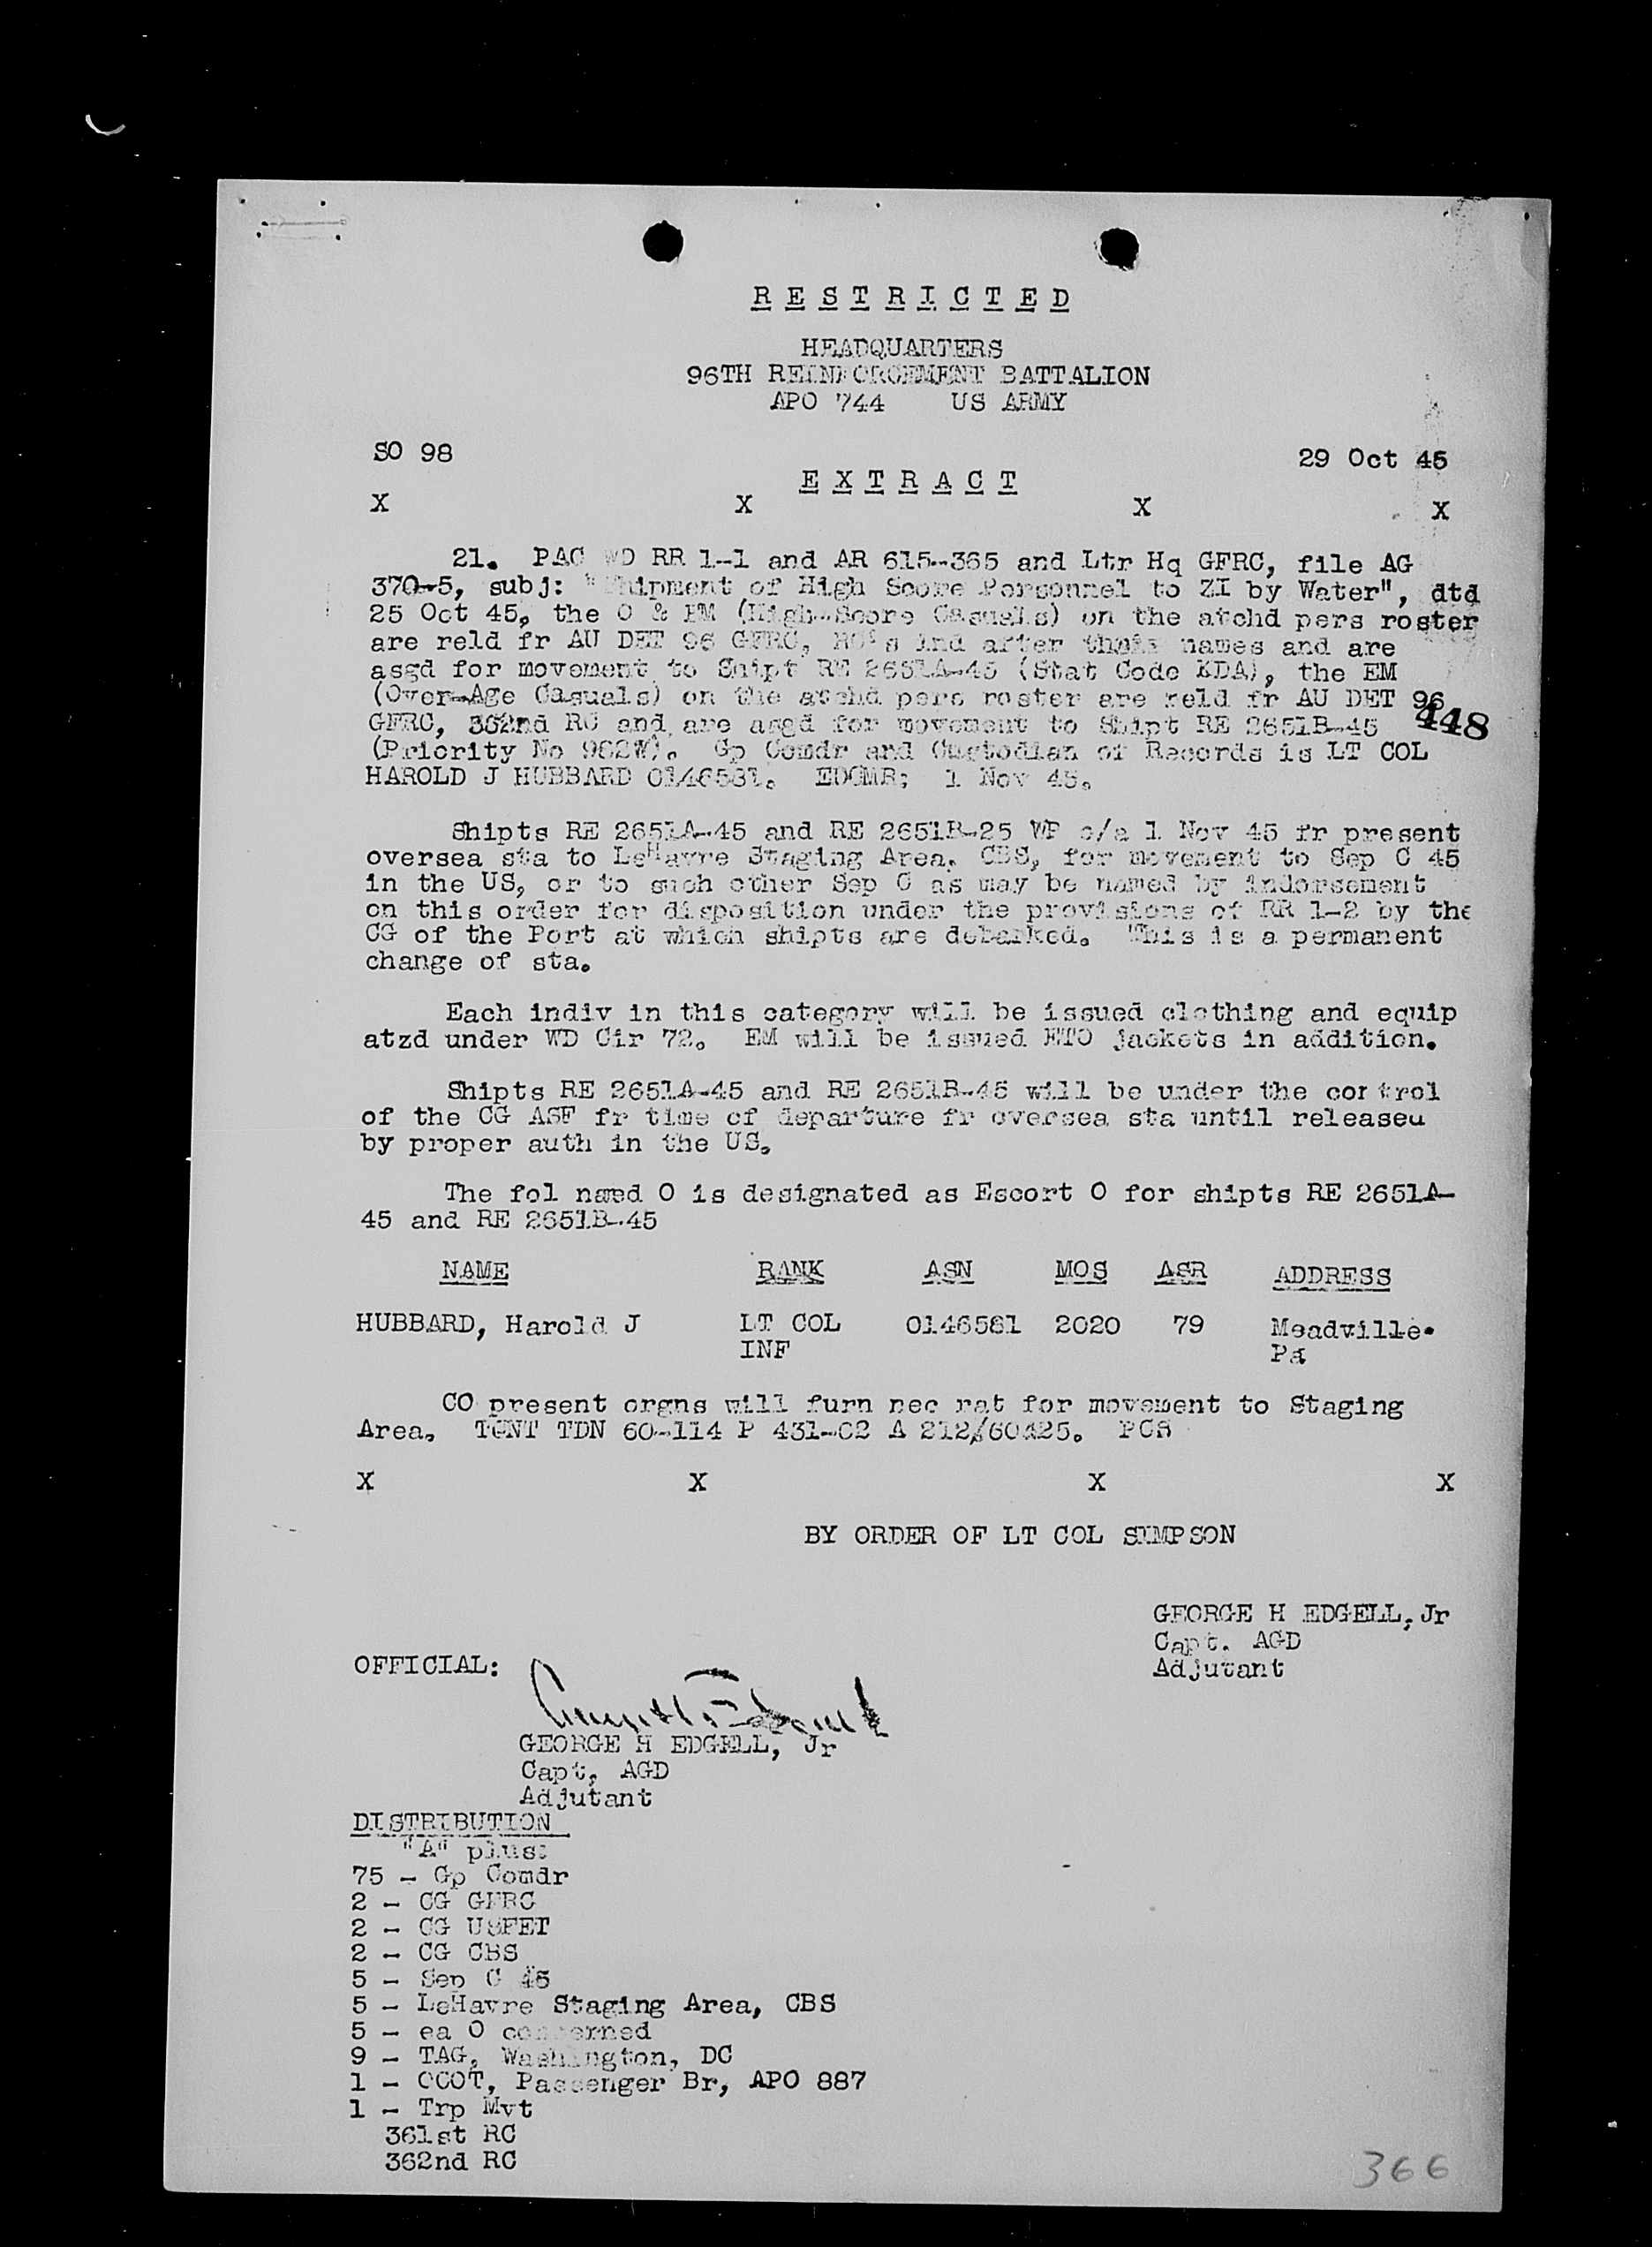 R E S T R I C T E D
HEADQUARTERS
96TH REINFORCEMENT BATTALION
APO 744 US ARMY
SO 98 29 Oct 45
E X T R A C T
X X X X
21. PAC WD RR 1-1 and AR 615-365 and Ltr Hq GFRC, file AG
370-5, subj: "Shipment of High Score Personnel to ZI by Water", dtd
25 Oct 45, the O & EM (High-Score Casuals) on the atchd pers roster
are reld fr AU DET 96 GFRC, RC's ind after their names and are
asgd for movement to Shipt RE 2651A-45 (Stat Code KDA), the EM
(Over-Age Casuals) on the atchd pers roster are reld fr AU DET 96
GFRC, 362nd RC and are asgd for movement to Shipt RE 2651B-45
448
(Priority No 982W). Gp Comdr and Custodian of Records is LT COL
HAROLD J HUBBARD 0146581. EDCMR; 1 Nov 45.
Shipts RE 2651A-45 and RE 2651B-25 WP o/a 1 Nov 45 fr present
oversea sta to LeHavre Staging Area, CBS, for movement to Sep C 45
in the US, or to such other Sep C as may be named by indorsement
on this order for disposition under the provisions of RR 1-2 by the
CG of the Port at which shipts are debarked. This is a permanent
change of sta.
Each indiv in this category will be issued clothing and equip
atzd under WD Cir 72. EM will be issued ETO jackets in addition.
Shipts RE 2651A-45 and RE 2651B-45 will be under the control
of the CG ASF fr time of departure fr oversea sta until released
by proper auth in the US.
The fol named O is designated as Escort O for shipts RE 2651A-
45 and RE 2651B-45
NAME RANK ASN MOS ASR ADDRESS
HUBBARD, Harold J LT COL 0146581 2020 79 Meadville.
INF Pa
CO present orgns will furn nec rat for movement to Staging
Area. TCNT TDN 60-114 P 431-02 A 212/60425. PCS
X X X X
BY ORDER OF LT COL SIMPSON
GEORGE H EDGELL, Jr
Capt. AGD
Adjutant
OFFICIAL:
GEORGE H EDGELL, Jr
Capt, AGD
Adjutant
DISTRIBUTION
"A" plus:
75 - Gp Comdr
2 - CG GFRC
2 - CG USFET
2 - CG CBS
5 - Sep C 45
5 - LeHavre Staging Area, CBS
5 - ea O concerned
9 - TAG, Washington, DC
1 - OCOT, Passenger Br, APO 887
1 - Trp Mvt
361st RC
362nd RC
366